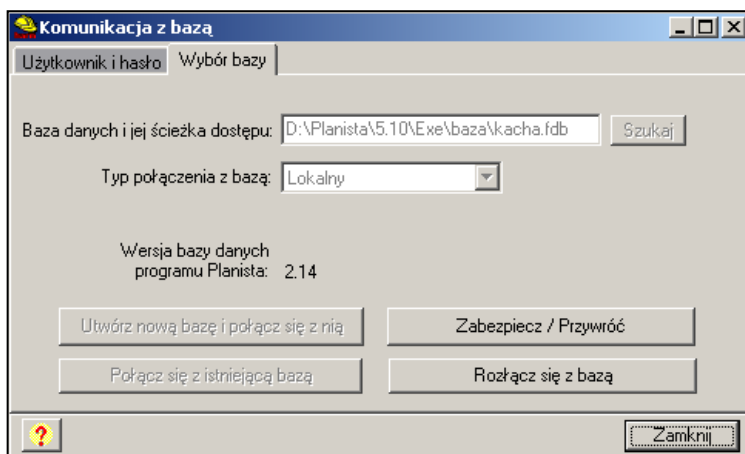 Komunikacja z bazą
Użytkownik i hasło Wybór bazy
Baza danych i jej ścieżka dostępu: D:\Planista\5.10\Exe\baza\kacha.fdb Szukaj
Typ połączenia z bazą: Lokalny
Wersja bazy danych
programu Planista: 2.14
Utwórz nową bazę i połącz się z nią Zabezpiecz / Przywróć
Połącz się z istniejącą bazą Rozłącz się z bazą
? Zamknij